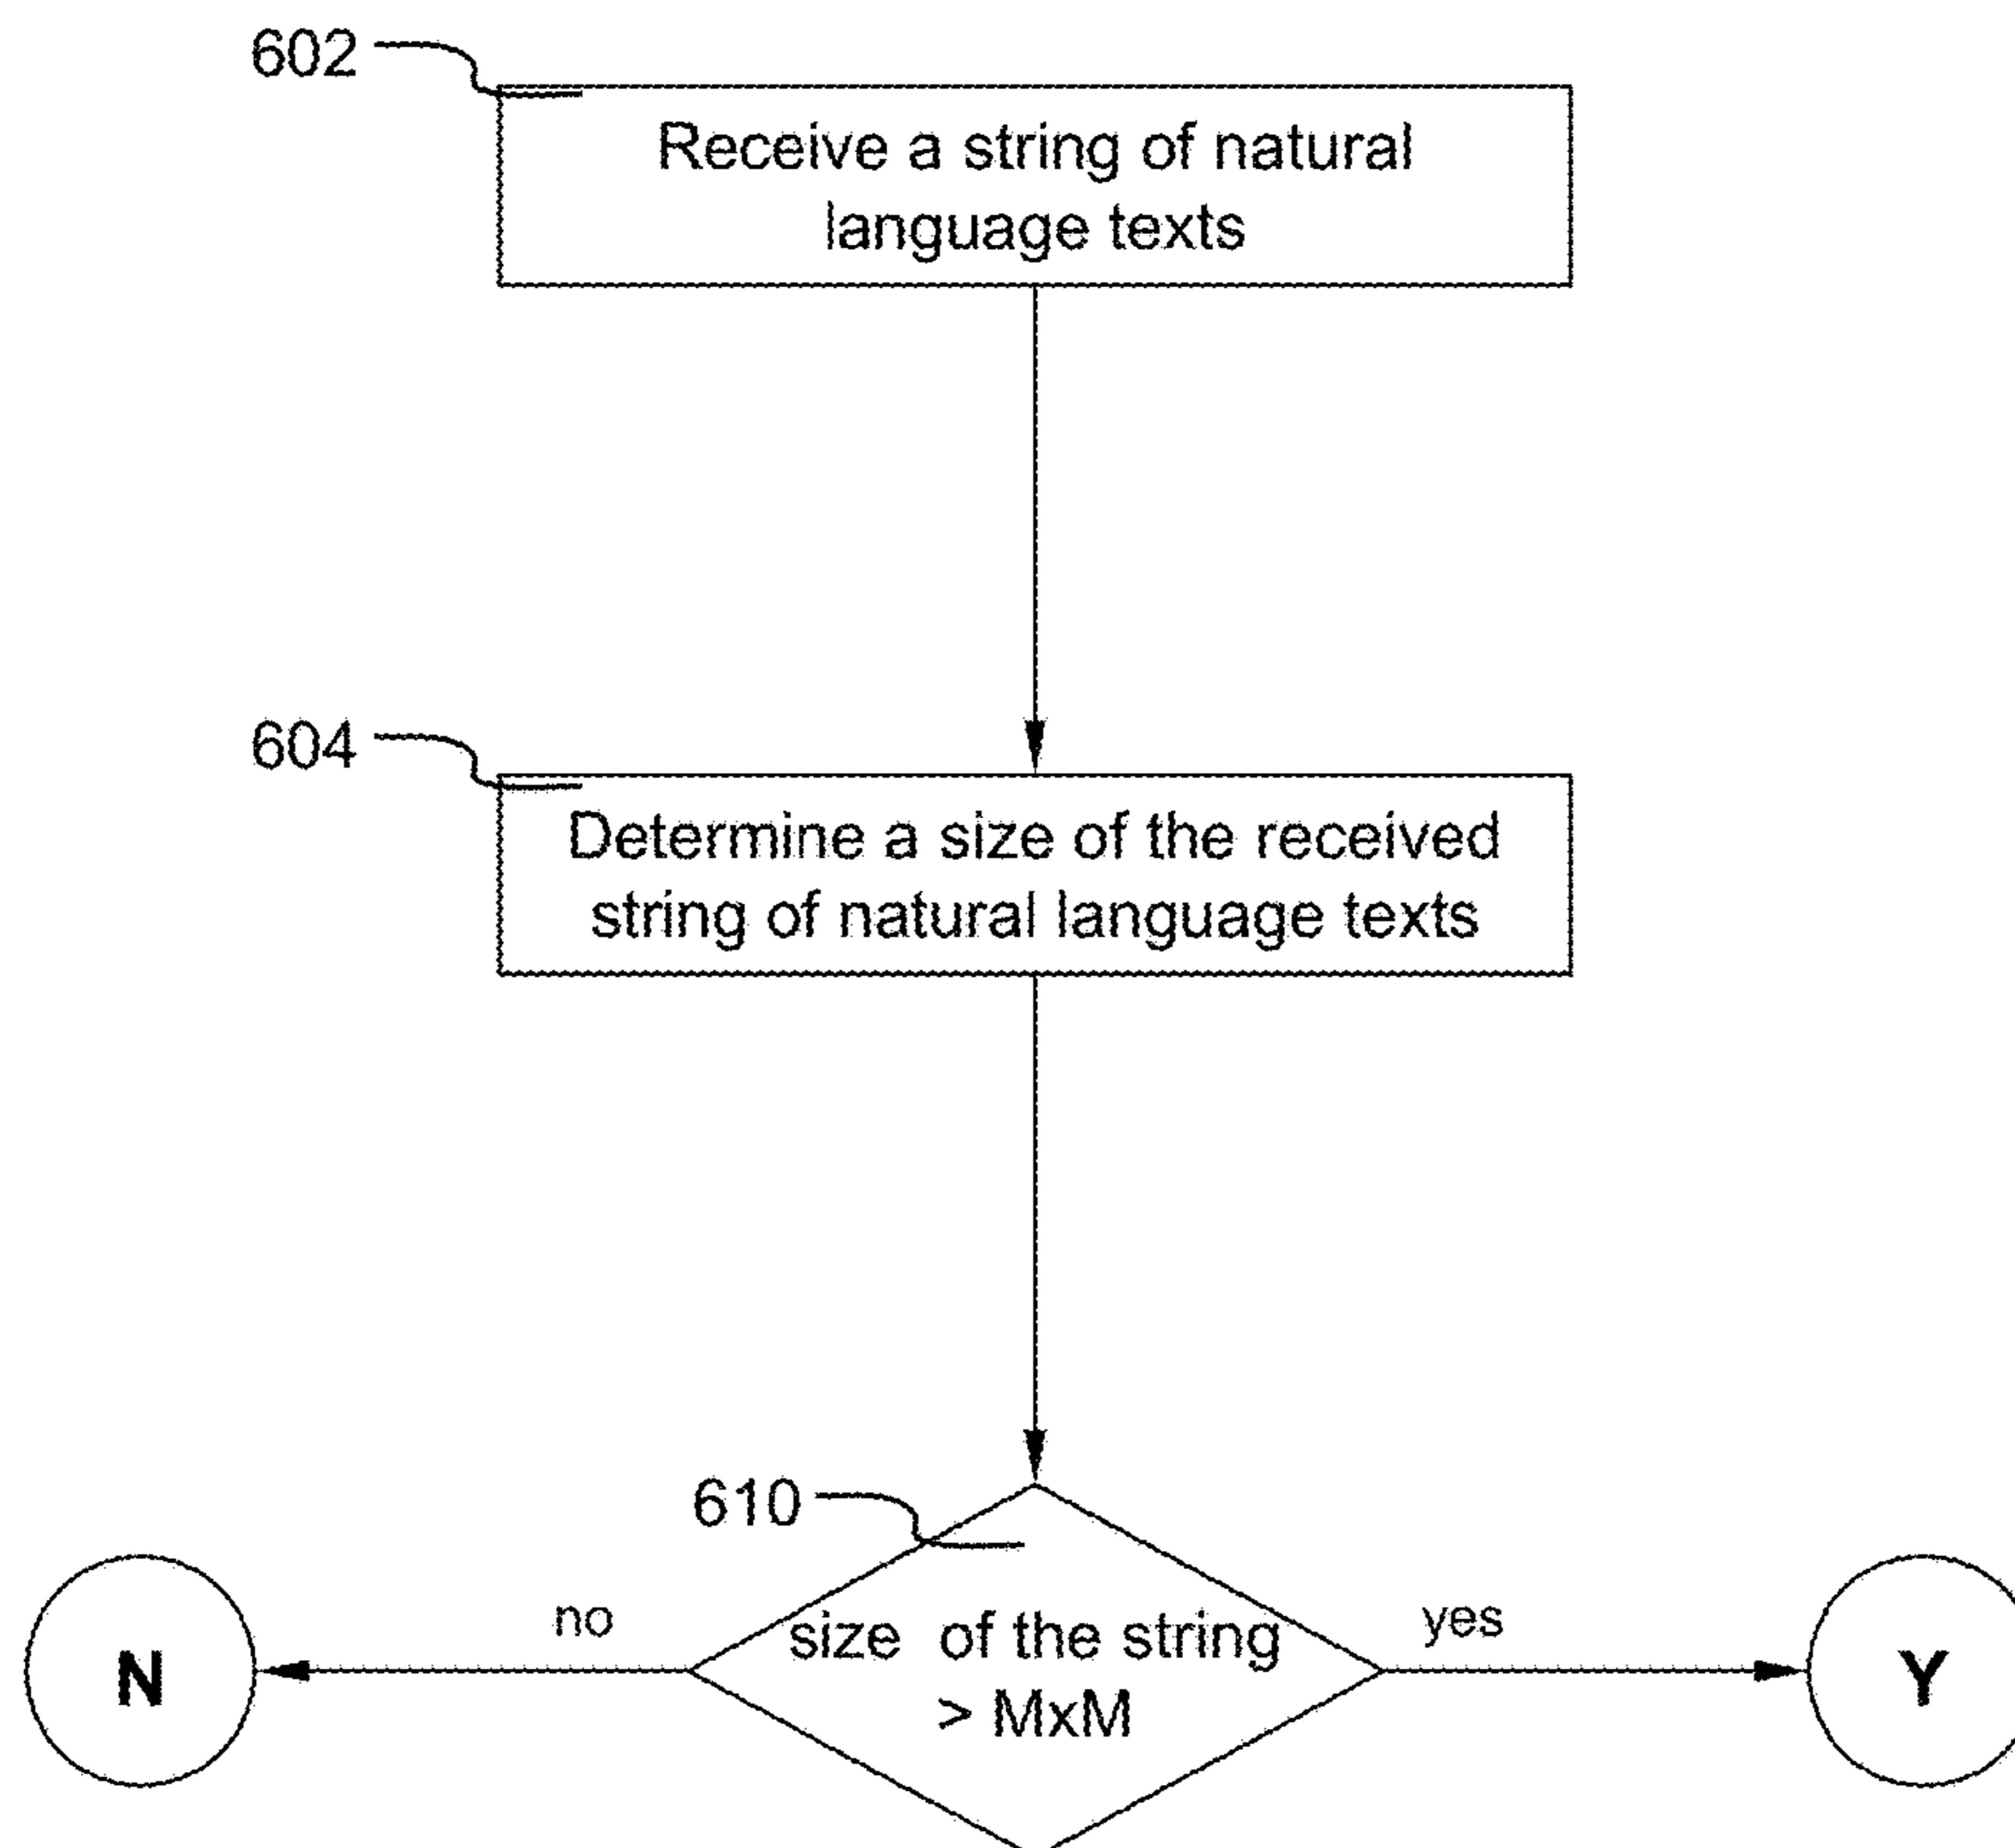 602
Receive a string of natural
language texts
604
Determine a size of the received
string of natural language texts
610
no
size of the string
yes
N
> MxM
Y